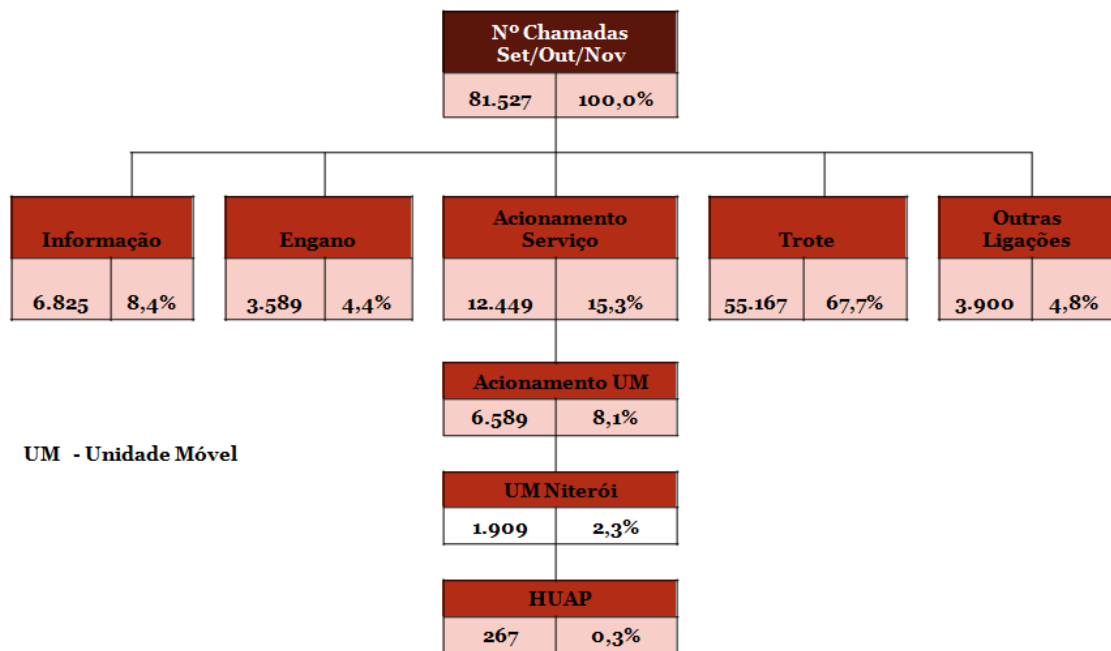 Nº Chamadas
Set/Out/Nov
81.527 100,0%
Informação
6.825 8,4%
Engano
3.589 4,4%
Acionamento
Serviço
12.449 15,3%
Trote
55.167 67,7%
Outras
Ligações
3.900 4,8%
Acionamento UM
6.589 8,1%
UM - Unidade Móvel
UM Niterói
1.909 2,3%
HUAP
267 0,3%